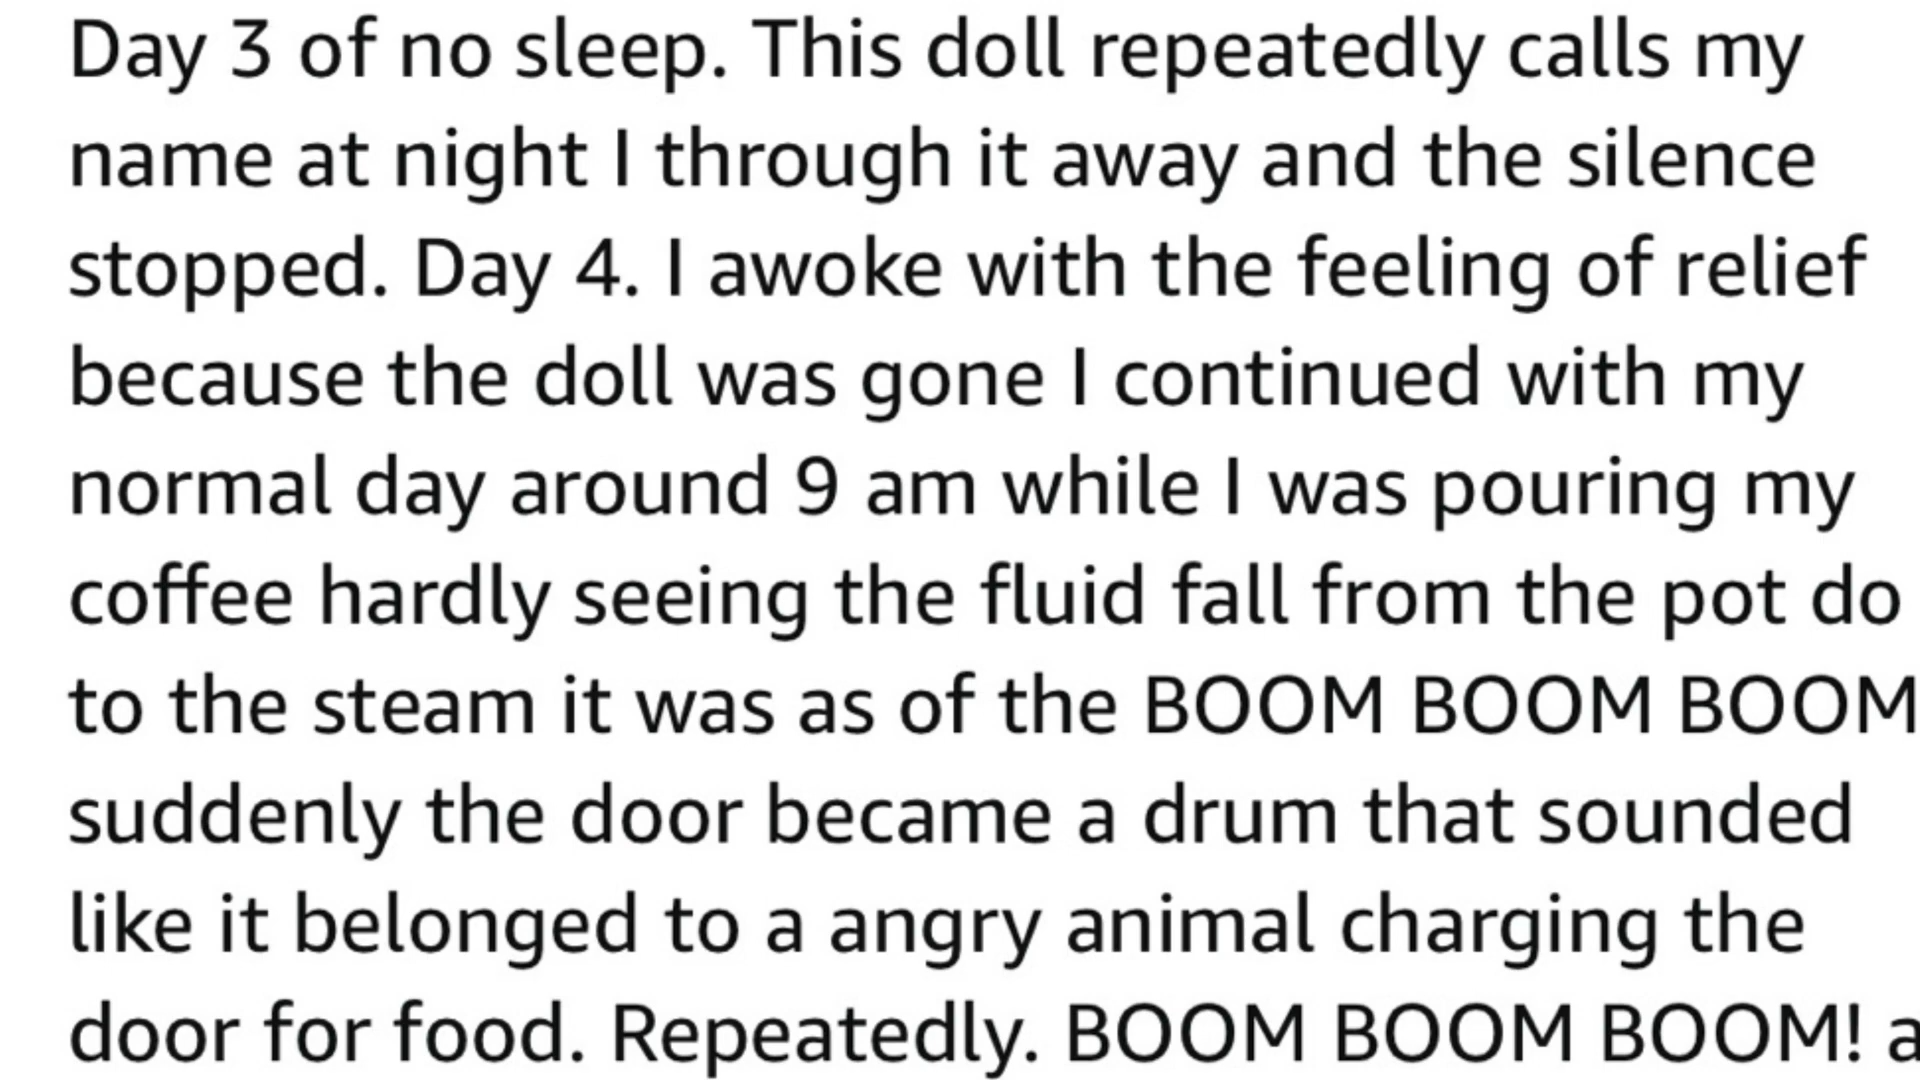 Day 3 of no sleep. This doll repeatedly calls my
name at night I through it away and the silence
stopped. Day 4. I awoke with the feeling of relief
because the doll was gone I continued with my
normal day around 9 am while I was pouring my
coffee hardly seeing the fluid fall from the pot do
to the steam it was as of the BOOM BOOM BOOM
suddenly the door became a drum that sounded
like it belonged to a angry animal charging the
door for food. Repeatedly. BOOM BOOM BOOM! a